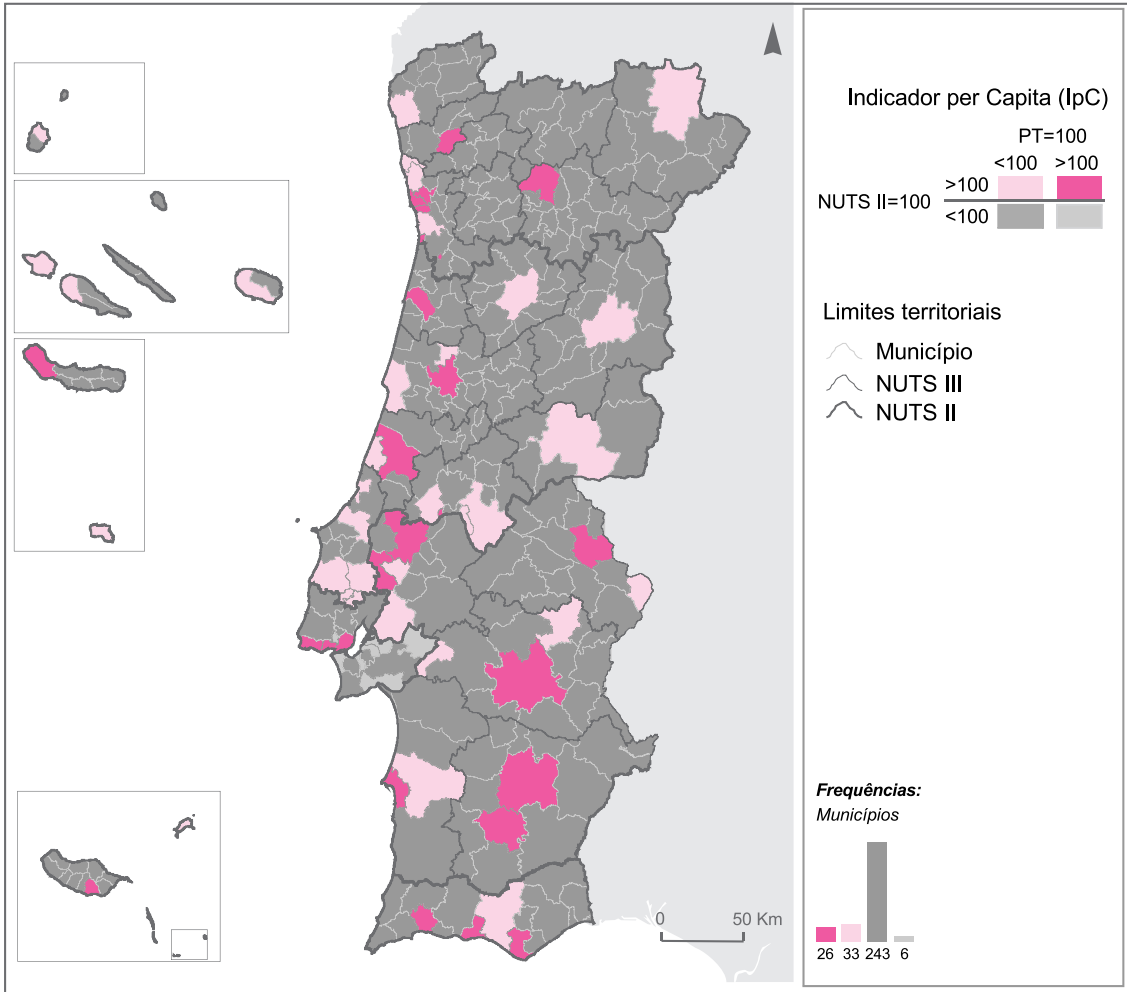 Indicador per Capita (IpC)
PT=100
<100 >100
>100
NUTS II=100
<100
Limites territoriais
Município
NUTS III
NUTS II
0 50 Km
Frequências:
Municípios
26 33 243 6